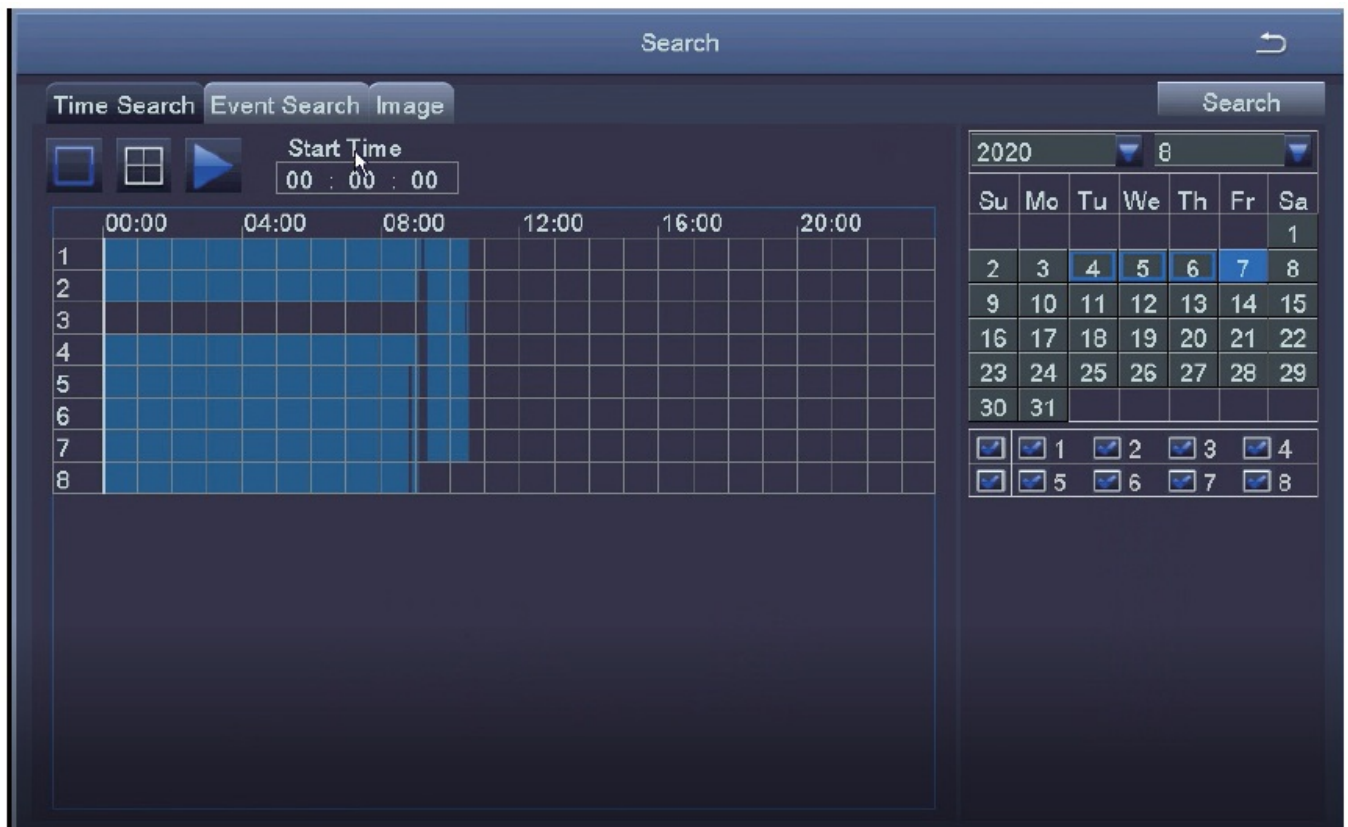 Search
Time Search Event Search Image
Search
Start Time
00 : 00 : 00
2020 8
Su Mo Tu We Th Fr Sa
1
2 3 4 5 6 7 8
9 10 11 12 13 14 15
16 17 18 19 20 21 22
23 24 25 26 27 28 29
30 31
1 2 3 4
5 6 7 8
00:00 04:00 08:00 12:00 16:00 20:00
1
2
3
4
5
6
7
8